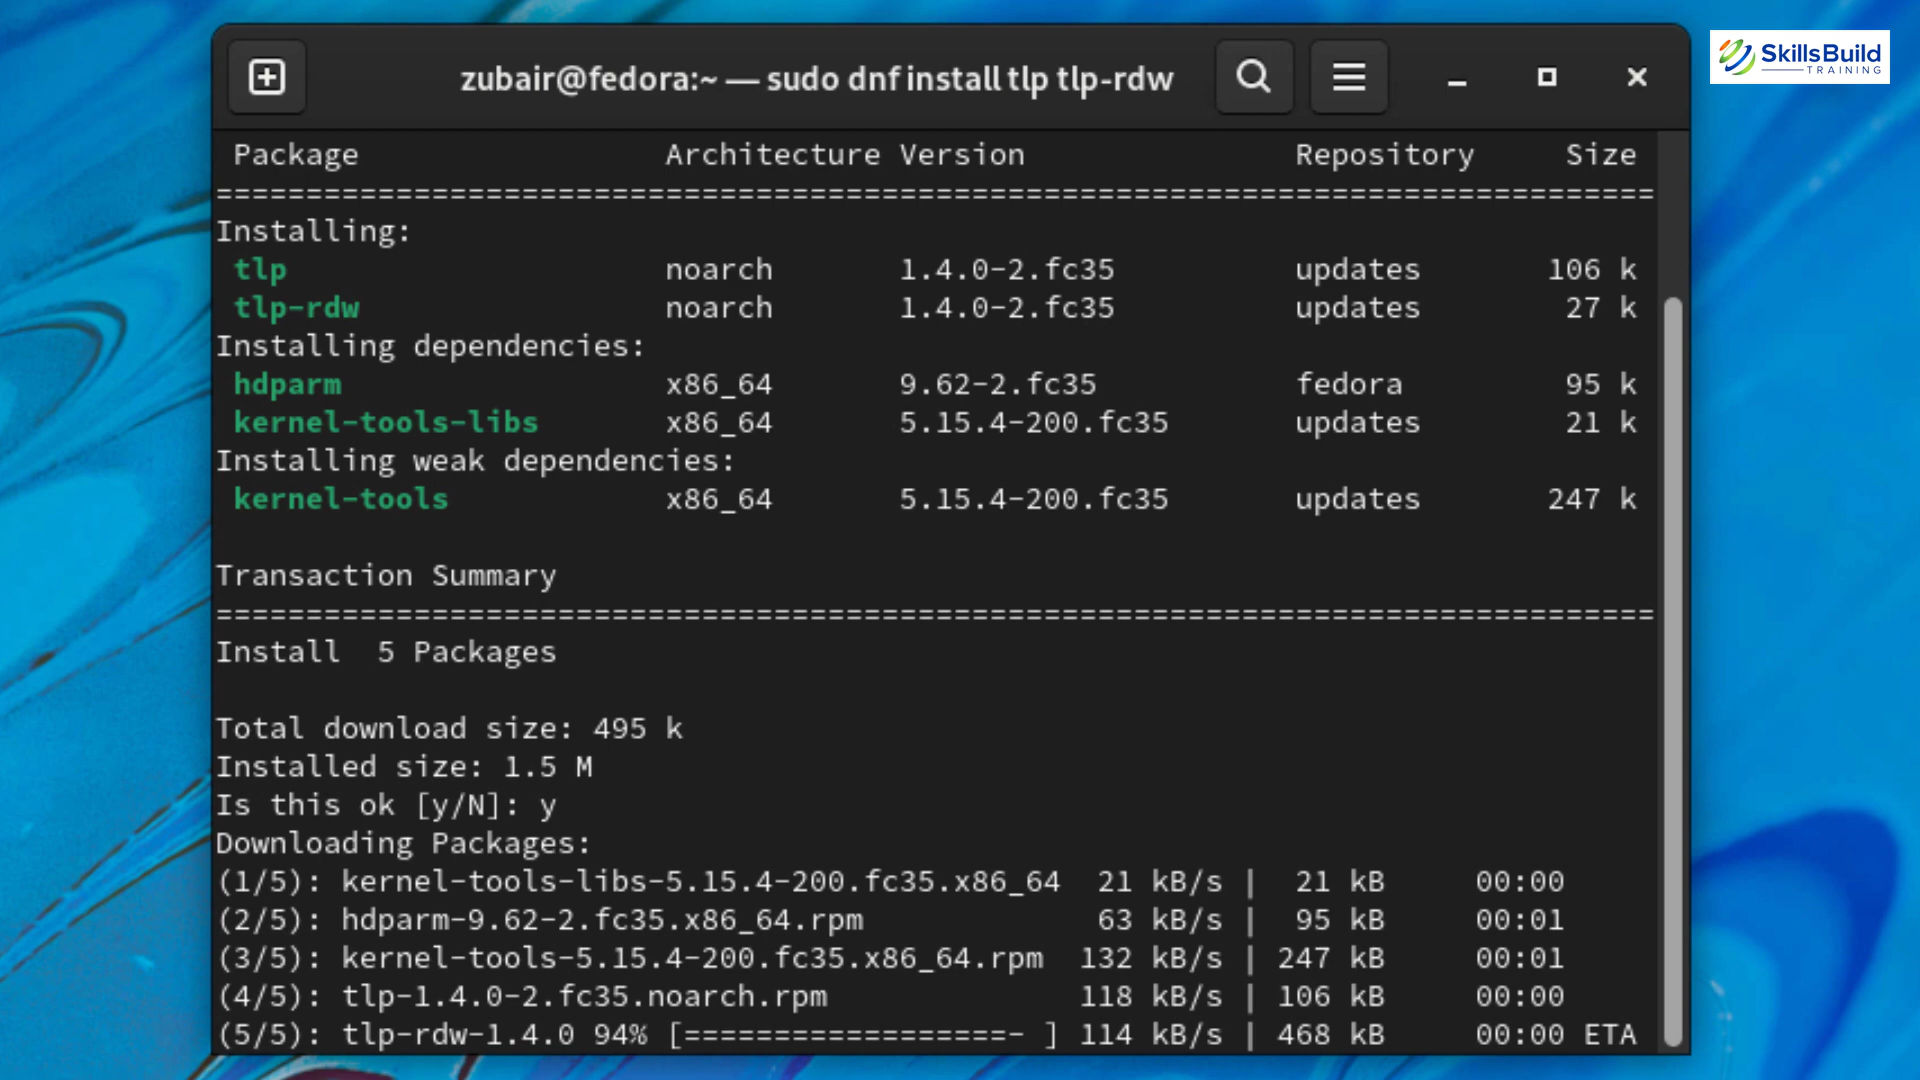 zubair@fedora:~ — sudo dnf install tlp tlp-rdw
SkillsBuild
TRAINING
Package Architecture Version Repository Size
================================================================================
Installing:
tlp noarch 1.4.0-2.fc35 updates 106 k
tlp-rdw noarch 1.4.0-2.fc35 updates 27 k
Installing dependencies:
hdparm x86_64 9.62-2.fc35 fedora 95 k
kernel-tools-libs x86_64 5.15.4-200.fc35 updates 21 k
Installing weak dependencies:
kernel-tools x86_64 5.15.4-200.fc35 updates 247 k
Transaction Summary
================================================================================
Install 5 Packages
Total download size: 495 k
Installed size: 1.5 M
Is this ok [y/N]: y
Downloading Packages:
(1/5): kernel-tools-libs-5.15.4-200.fc35.x86_64 21 kB/s | 21 kB 00:00
(2/5): hdparm-9.62-2.fc35.x86_64.rpm 63 kB/s | 95 kB 00:01
(3/5): kernel-tools-5.15.4-200.fc35.x86_64.rpm 132 kB/s | 247 kB 00:01
(4/5): tlp-1.4.0-2.fc35.noarch.rpm 118 kB/s | 106 kB 00:00
(5/5): tlp-rdw-1.4.0 94% [==================- ] 114 kB/s | 468 kB 00:00 ETA